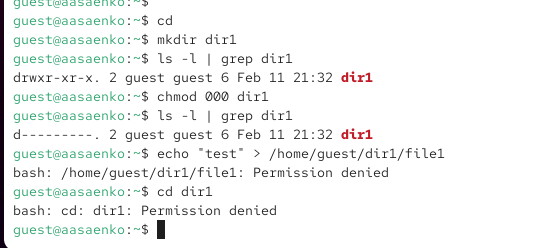 guest@aasaenko:~$
guest@aasaenko:~$ cd
guest@aasaenko:~$ mkdir dir1
guest@aasaenko:~$ ls -l | grep dir1
drwxr-xr-x. 2 guest guest 6 Feb 11 21:32 dir1
guest@aasaenko:~$ chmod 000 dir1
guest@aasaenko:~$ ls -l | grep dir1
d---------. 2 guest guest 6 Feb 11 21:32 dir1
guest@aasaenko:~$ echo "test" > /home/guest/dir1/file1
bash: /home/guest/dir1/file1: Permission denied
guest@aasaenko:~$ cd dir1
bash: cd: dir1: Permission denied
guest@aasaenko:~$